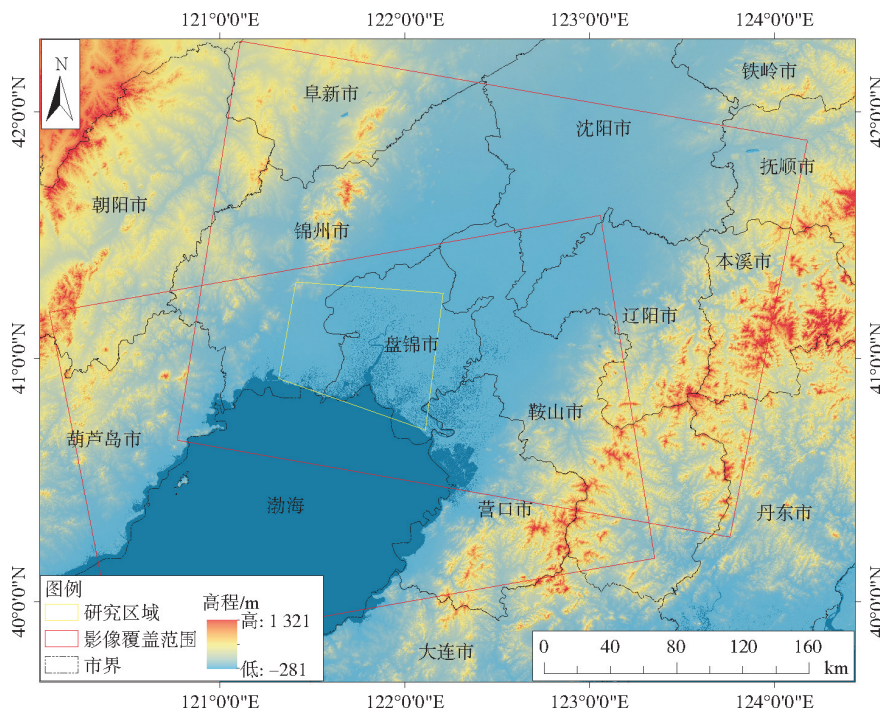 121°0'0"E
122°0'0"E
123°0'0"E
124°0'0"E
42°0'0"N
41°0'0"N
40°0'0"N
N
阜新市
铁岭市
沈阳市
抚顺市
朝阳市
锦州市
本溪市
辽阳市
盘锦市
鞍山市
葫芦岛市
渤海
营口市
丹东市
大连市
图例
研究区域
影像覆盖范围
市界
高程/m
高: 1 321
低: −281
0 40 80 120 160
km
42°0'0"N
41°0'0"N
40°0'0"N
121°0'0"E
122°0'0"E
123°0'0"E
124°0'0"E